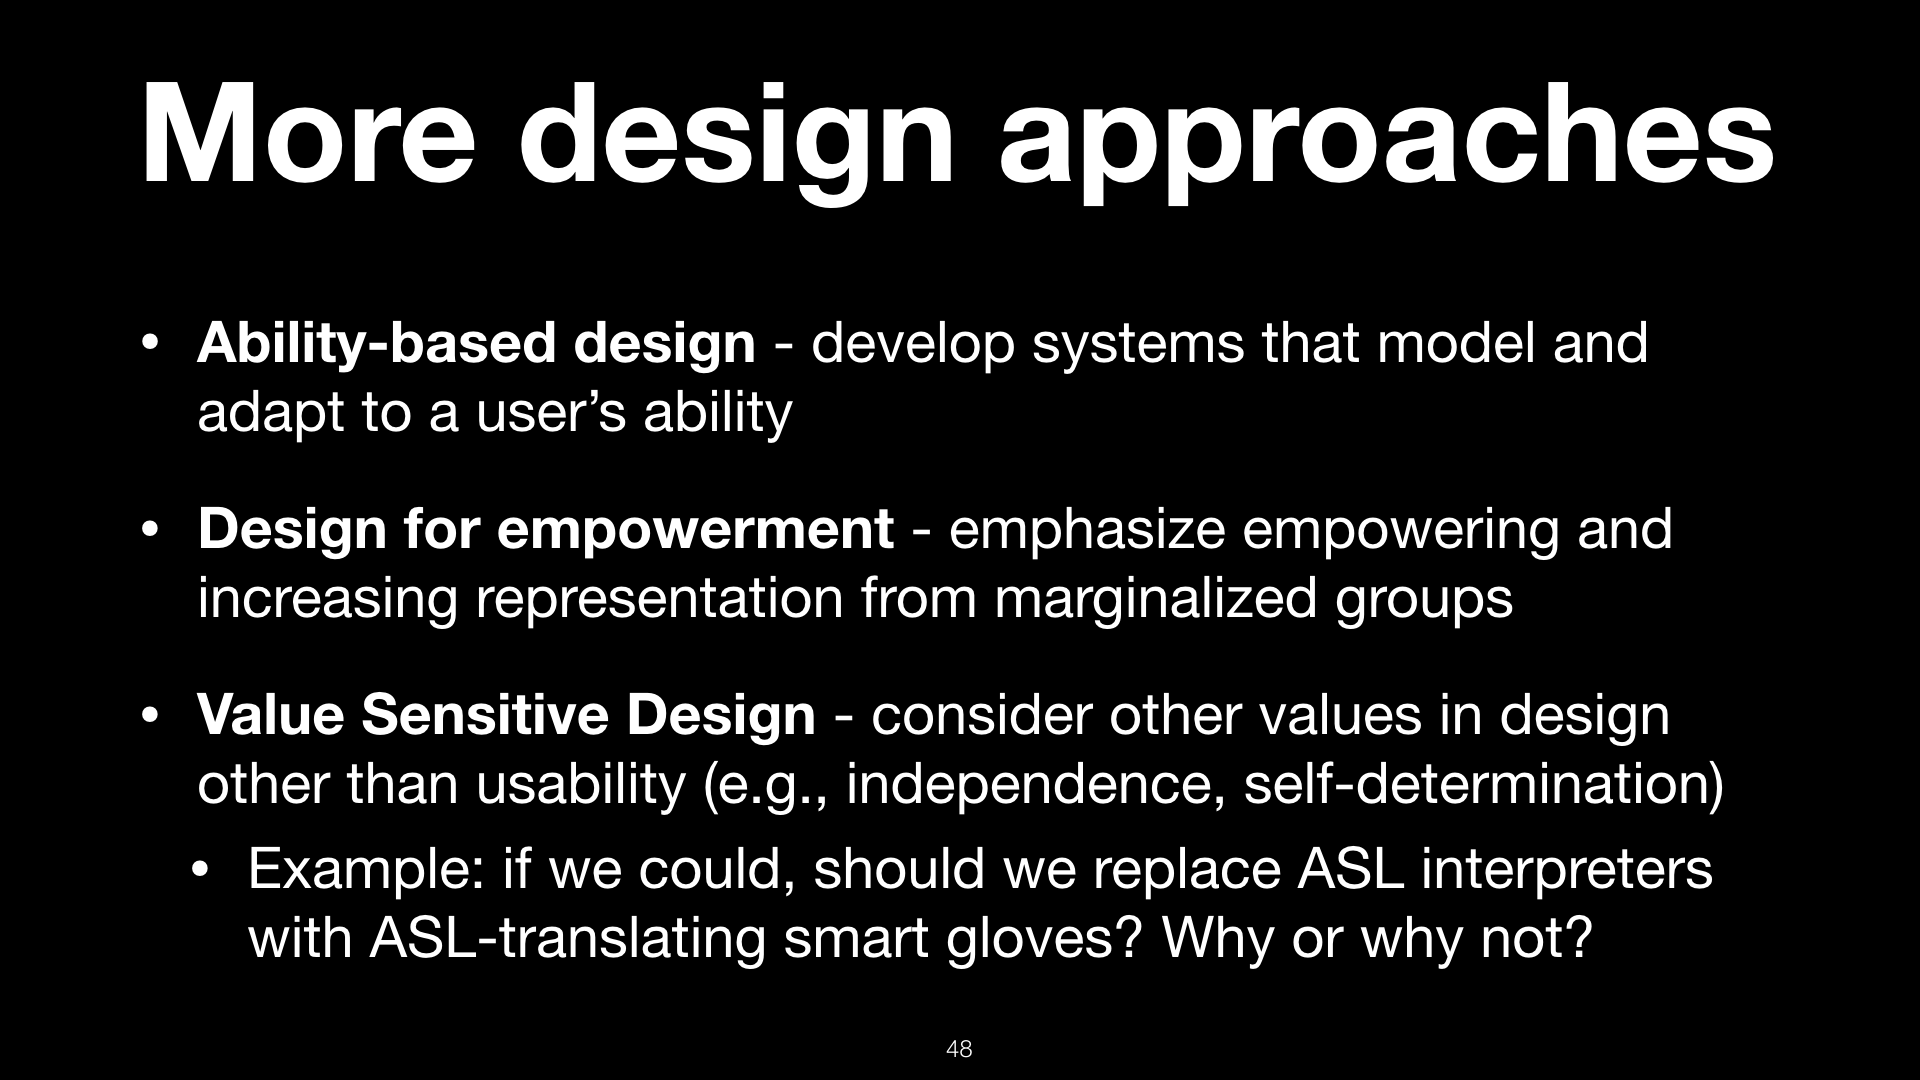 More design approaches
• Ability-based design - develop systems that model and
adapt to a user’s ability
• Design for empowerment - emphasize empowering and
increasing representation from marginalized groups
• Value Sensitive Design - consider other values in design
other than usability (e.g., independence, self-determination)
• Example: if we could, should we replace ASL interpreters
with ASL-translating smart gloves? Why or why not?
48